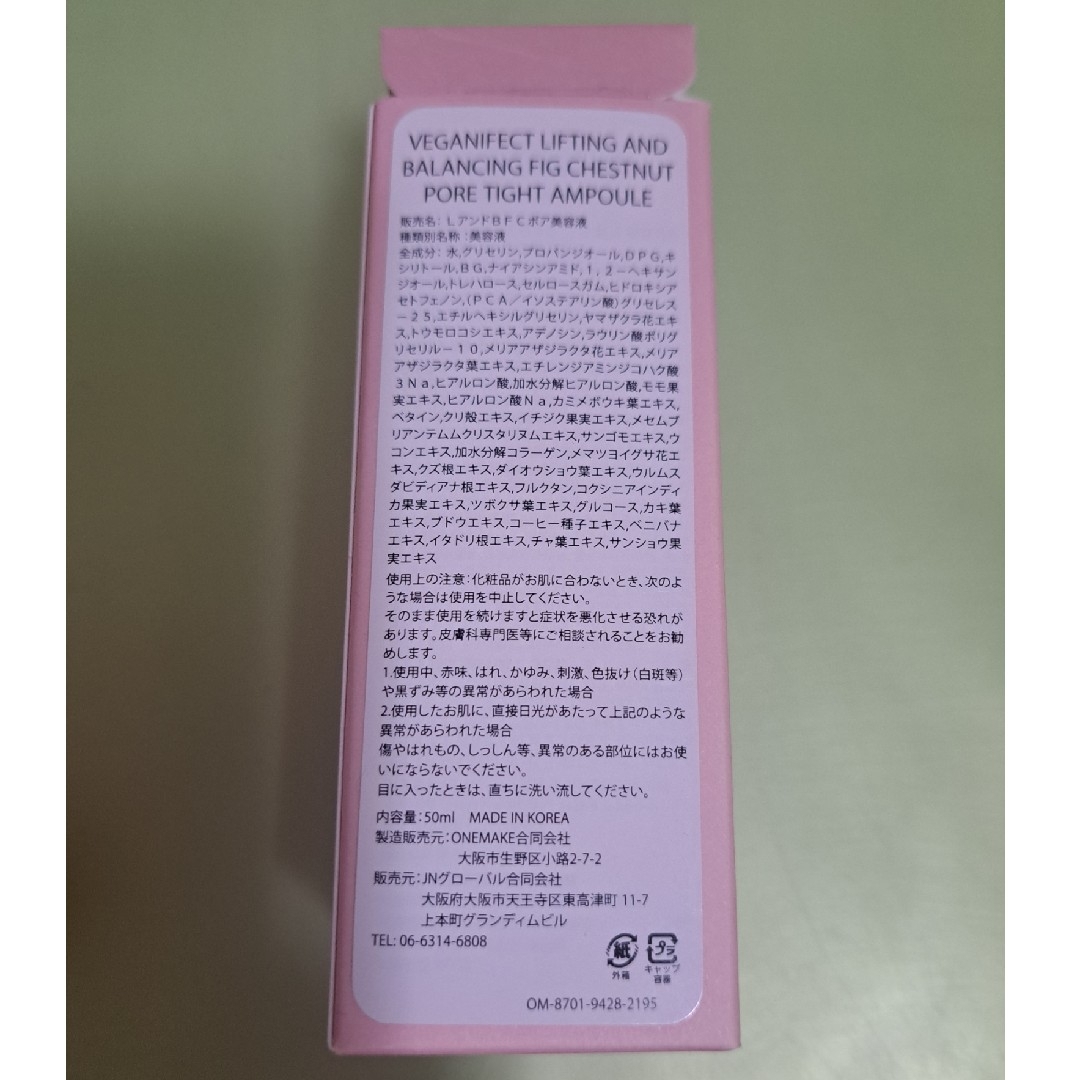 VEGANIFECT LIFTING AND
BALANCING FIG CHESTNUT
PORE TIGHT AMPOULE
販売名：LアンドBFCポア美容液
種類別名称：美容液
全成分：水,グリセリン,プロパンジオール,DPG,キ
シリトール,BG,ナイアシンアミド,1,2-ヘキサン
ジオール,トレハロース,セルロースガム,ヒドロキシア
セトフェノン,(PCA/イソステアリン酸)グリセレス
-25,エチルヘキシルグリセリン,ヤマザクラ花エキ
ス,トウモロコシエキス,アデノシン,ラウリン酸ポリグ
リセリル-10,メリアアザジラクタ花エキス,メリア
アザジラクタ葉エキス,エチレンジアミンジコハク酸
3Na,ヒアルロン酸,加水分解ヒアルロン酸,モモ果
実エキス,ヒアルロン酸Na,カミメボウキ葉エキス,
ベタイン,クリ殻エキス,イチジク果実エキス,メセムブ
リアンテムムクリスタリヌムエキス,サンゴモエキス,ウ
コンエキス,加水分解コラーゲン,メマツヨイグサ花エ
キス,クズ根エキス,ダイオウショウ葉エキス,ウルムス
ダビディアナ根エキス,フルクタン,コクシニアインディ
カ果実エキス,ツボクサ葉エキス,グルコース,カキ葉
エキス,ブドウエキス,コーヒー種子エキス,ベニバナ
エキス,イタドリ根エキス,チャ葉エキス,サンショウ果
実エキス
使用上の注意：化粧品がお肌に合わないとき、次のよ
うな場合は使用を中止してください。
そのまま使用を続けますと症状を悪化させる恐れが
あります。皮膚科専門医等にご相談されることをお勧
めします。
1.使用中、赤味、はれ、かゆみ、刺激、色抜け（白斑等）
や黒ずみ等の異常があらわれた場合
2.使用したお肌に、直接日光があたって上記のような
異常があらわれた場合
傷やはれもの、しっしん等、異常のある部位にはお使
いにならないでください。
目に入ったときは、直ちに洗い流してください。
内容量：50ml MADE IN KOREA
製造販売元：ONEMAKE合同会社
大阪市生野区小路2-7-2
販売元：JNグローバル合同会社
大阪府大阪市天王寺区東高津町 11-7
上本町グランディムビル
TEL: 06-6314-6808
紙 プラ
外箱 キャップ
容器
OM-8701-9428-2195